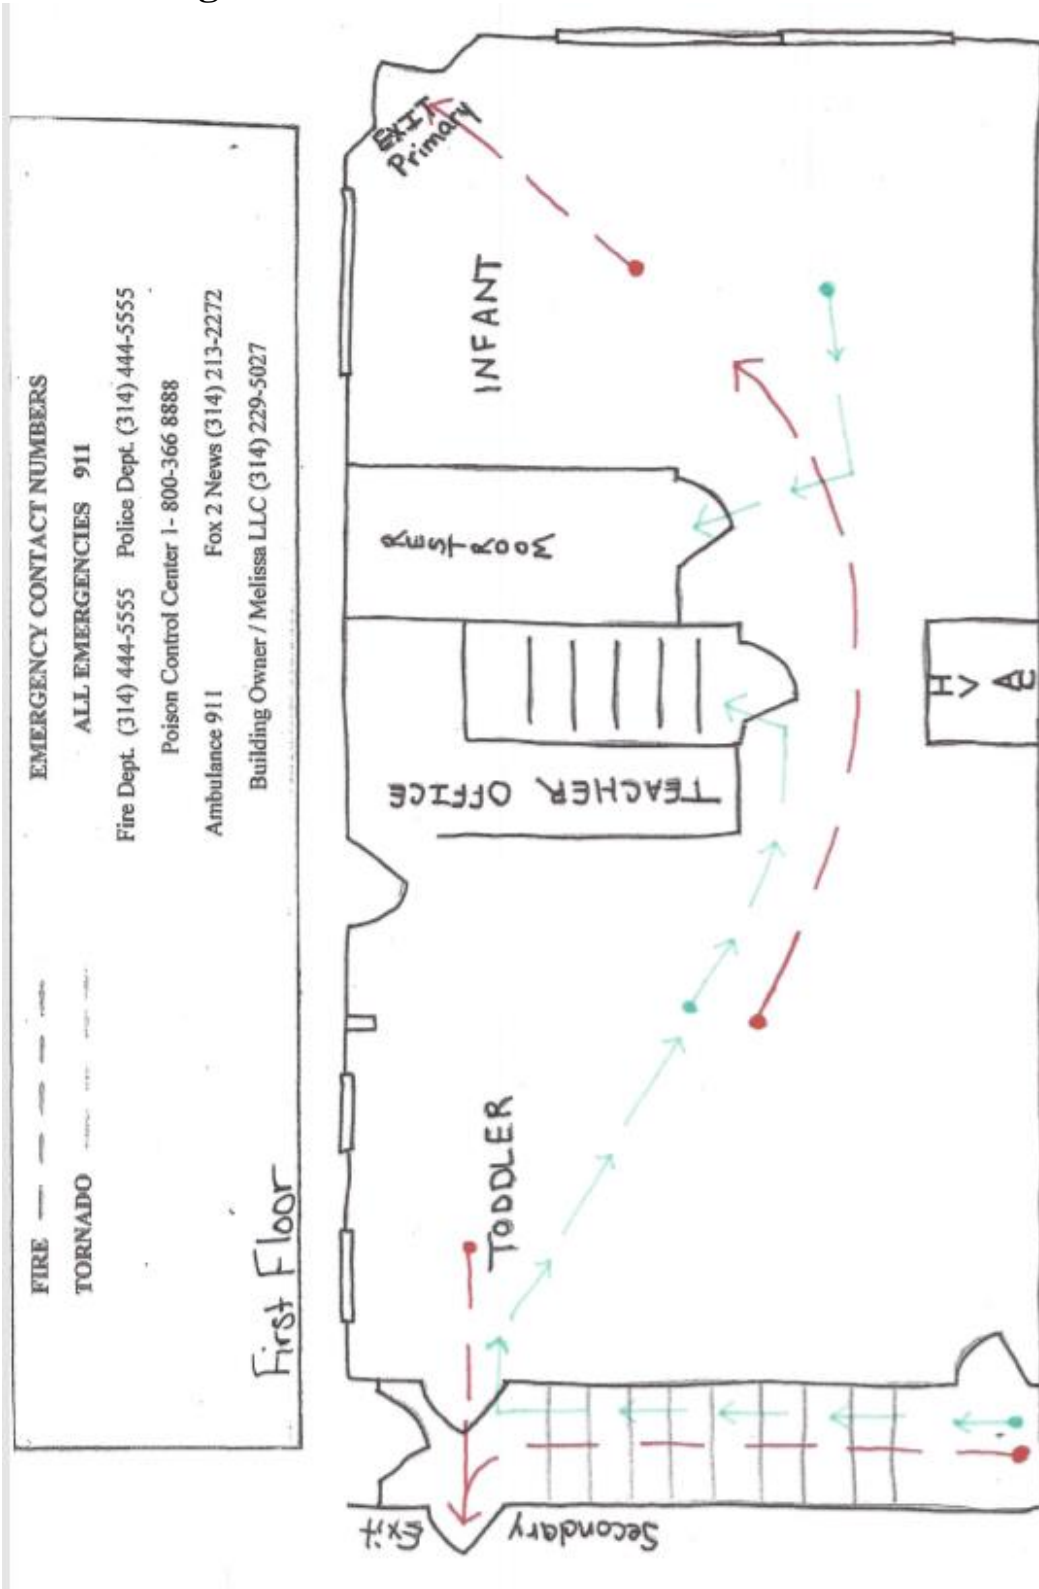 EMERGENCY CONTACT NUMBERS
FIRE
ALL EMERGENCIES 911
TORNADO
Fire Dept. (314) 444-5555 Police Dept. (314) 444-5555
Poison Control Center 1- 800-366 8888
Ambulance 911 Fox 2 News (314) 213-2272
Building Owner / Melissa LLC (314) 229-5027
First Floor
EXIT
Primary
INFANT
RESTROOM
TEACHER OFFICE
HVAC
TODDLER
Exit
Secondary